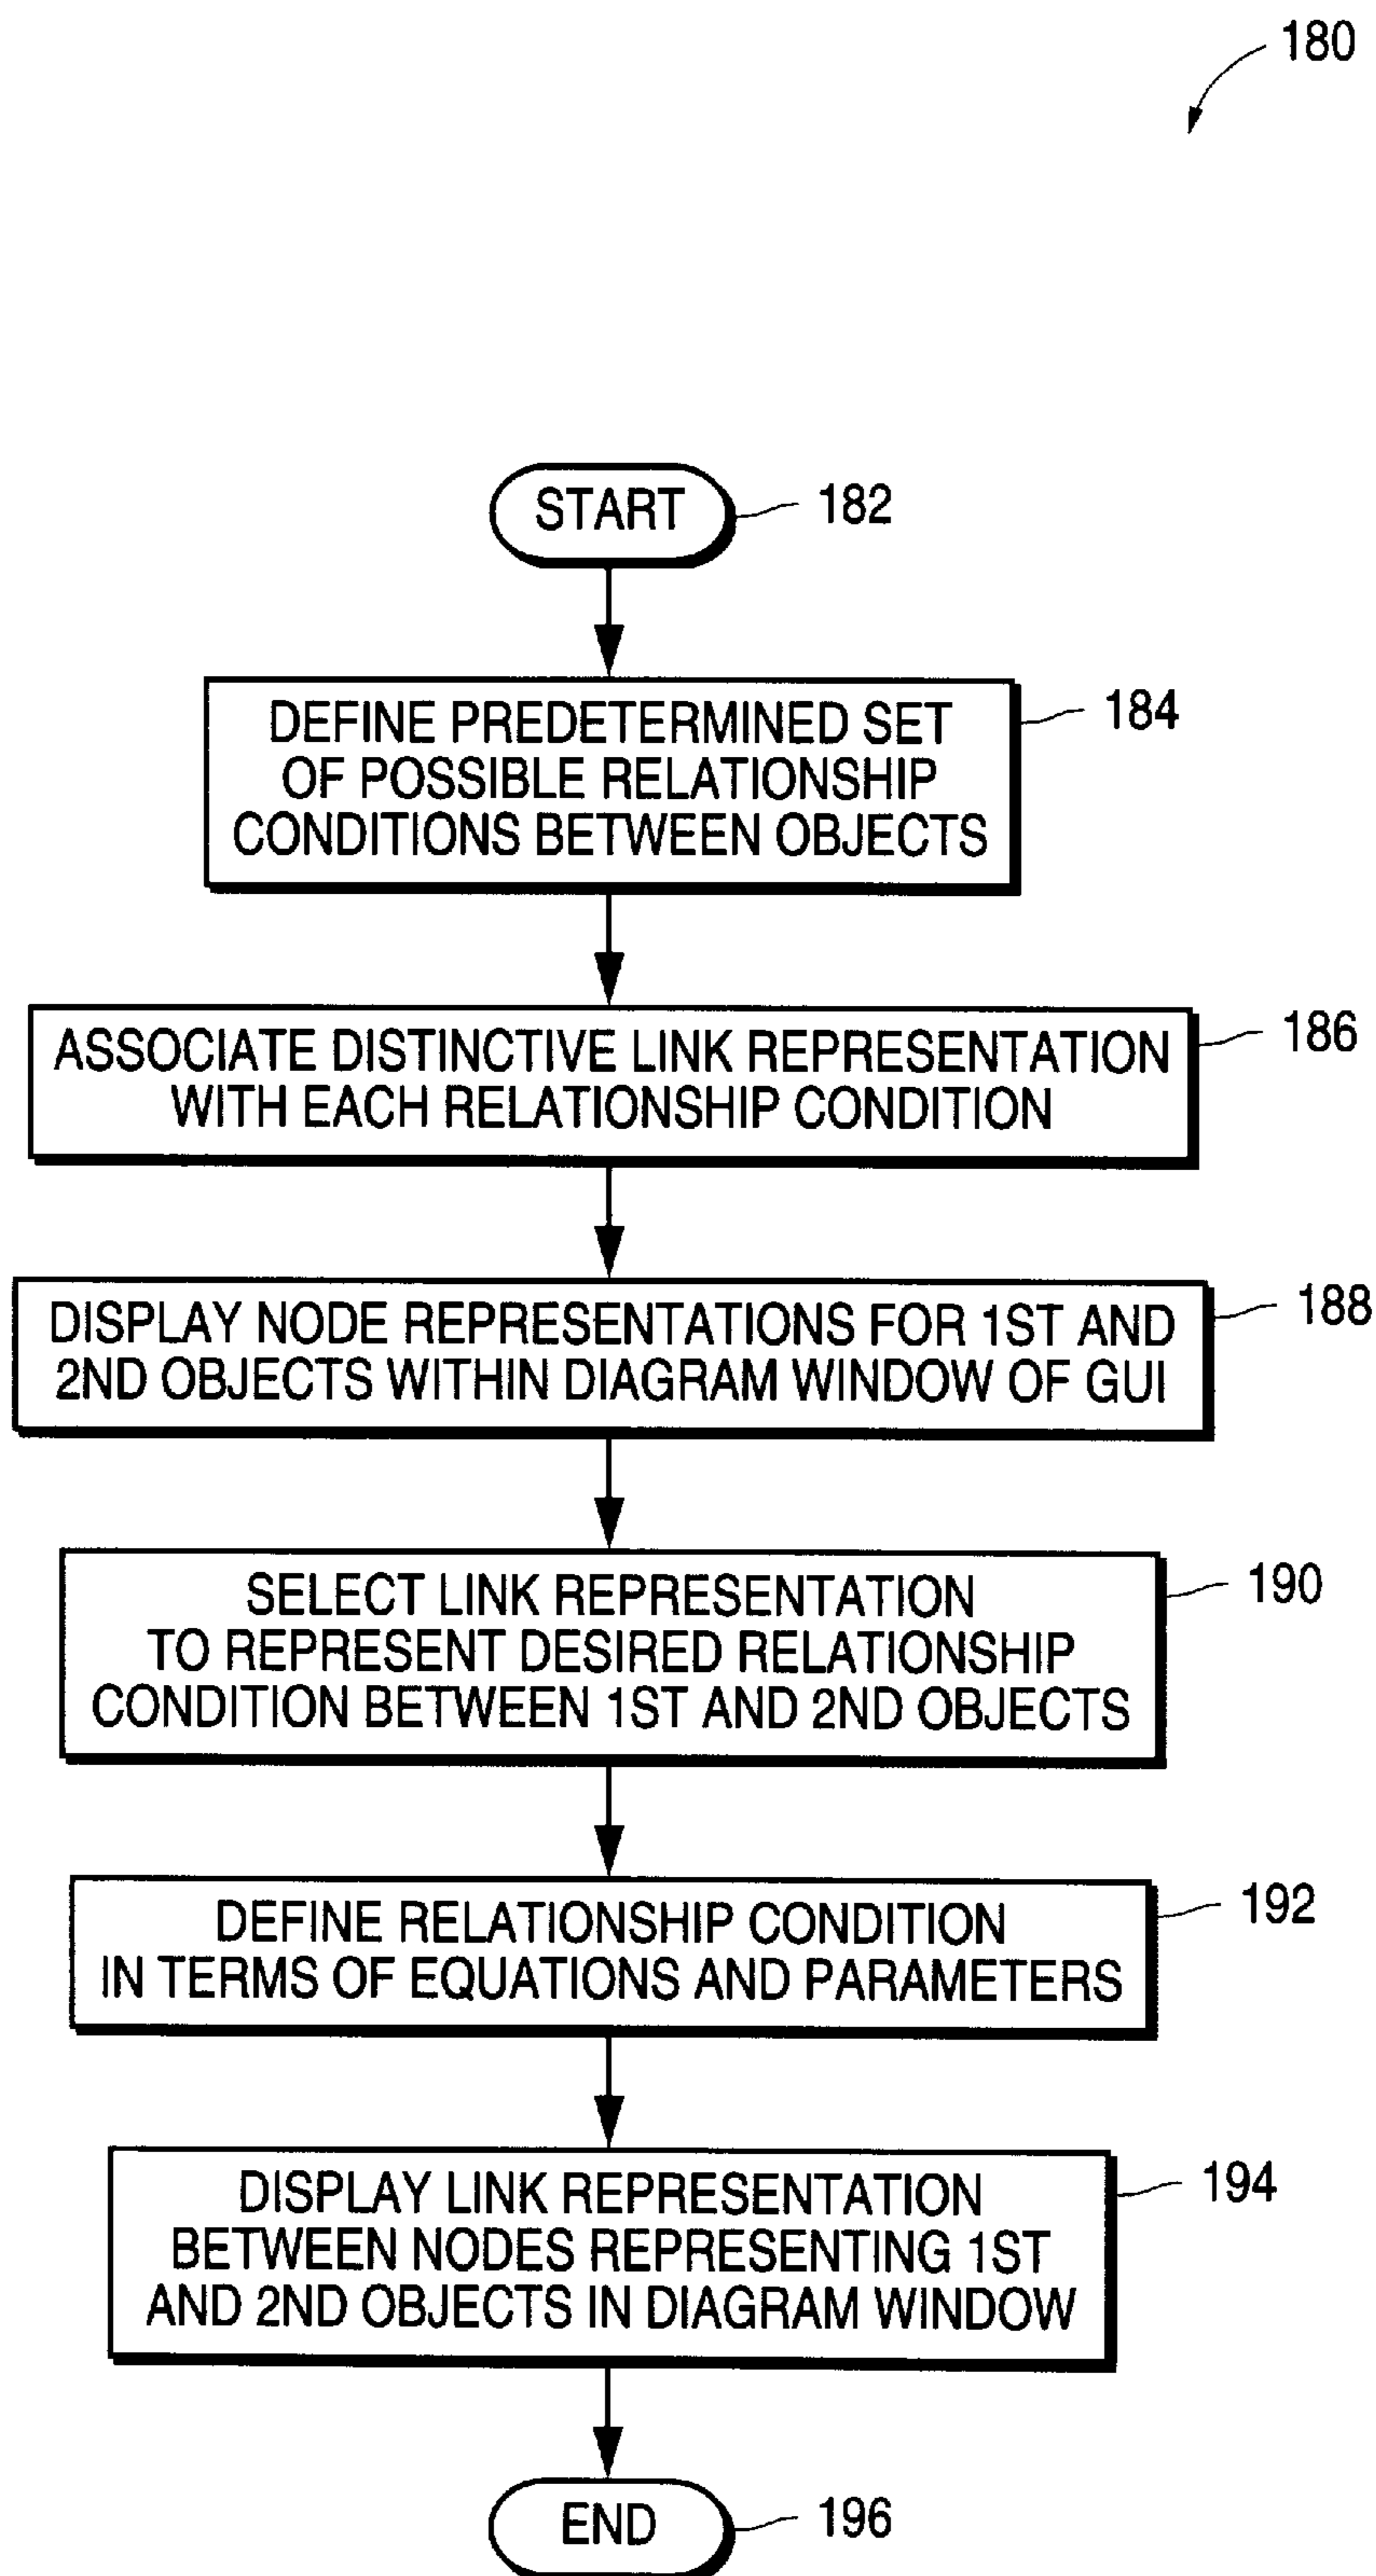 180
START
182
DEFINE PREDETERMINED SET
OF POSSIBLE RELATIONSHIP
CONDITIONS BETWEEN OBJECTS
184
ASSOCIATE DISTINCTIVE LINK REPRESENTATION
WITH EACH RELATIONSHIP CONDITION
186
DISPLAY NODE REPRESENTATIONS FOR 1ST AND
2ND OBJECTS WITHIN DIAGRAM WINDOW OF GUI
188
SELECT LINK REPRESENTATION
TO REPRESENT DESIRED RELATIONSHIP
CONDITION BETWEEN 1ST AND 2ND OBJECTS
190
DEFINE RELATIONSHIP CONDITION
IN TERMS OF EQUATIONS AND PARAMETERS
192
DISPLAY LINK REPRESENTATION
BETWEEN NODES REPRESENTING 1ST
AND 2ND OBJECTS IN DIAGRAM WINDOW
194
END
196